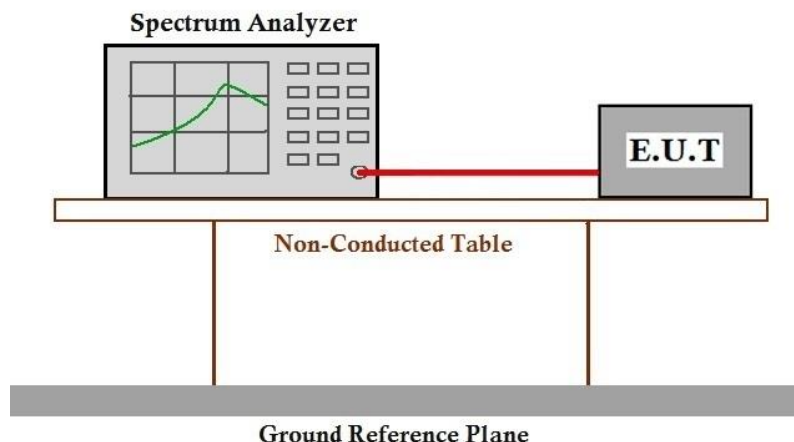 Spectrum Analyzer
E.U.T
Non-Conducted Table
Ground Reference Plane